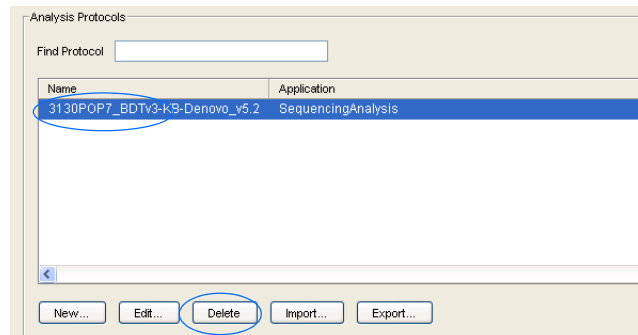 Analysis Protocols
Find Protocol
Name Application
3130POP7_BDTv3-KB-Denovo_v5.2 SequencingAnalysis
New... Edit... Delete Import... Export...